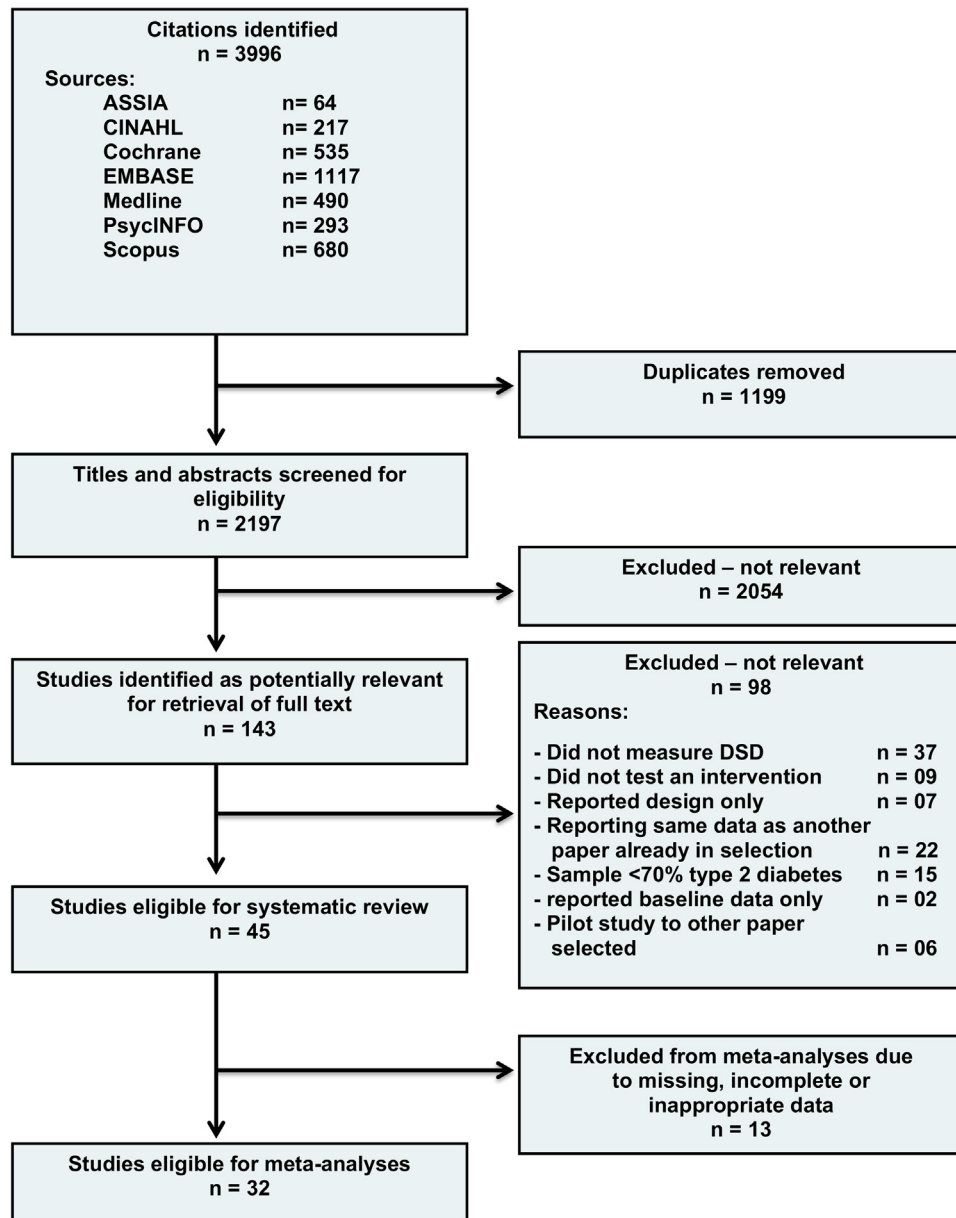 Citations identified
n = 3996
Sources:
ASSIA n= 64
CINAHL n= 217
Cochrane n= 535
EMBASE n= 1117
Medline n= 490
PsycINFO n= 293
Scopus n= 680
Duplicates removed
n = 1199
Titles and abstracts screened for
eligibility
n = 2197
Excluded – not relevant
n = 2054
Studies identified as potentially relevant
for retrieval of full text
n = 143
Excluded – not relevant
n = 98
Reasons:
- Did not measure DSD n = 37
- Did not test an intervention n = 09
- Reported design only n = 07
- Reporting same data as another
paper already in selection n = 22
- Sample <70% type 2 diabetes n = 15
- reported baseline data only n = 02
- Pilot study to other paper
selected n = 06
Studies eligible for systematic review
n = 45
Excluded from meta-analyses due
to missing, incomplete or
inappropriate data
n = 13
Studies eligible for meta-analyses
n = 32